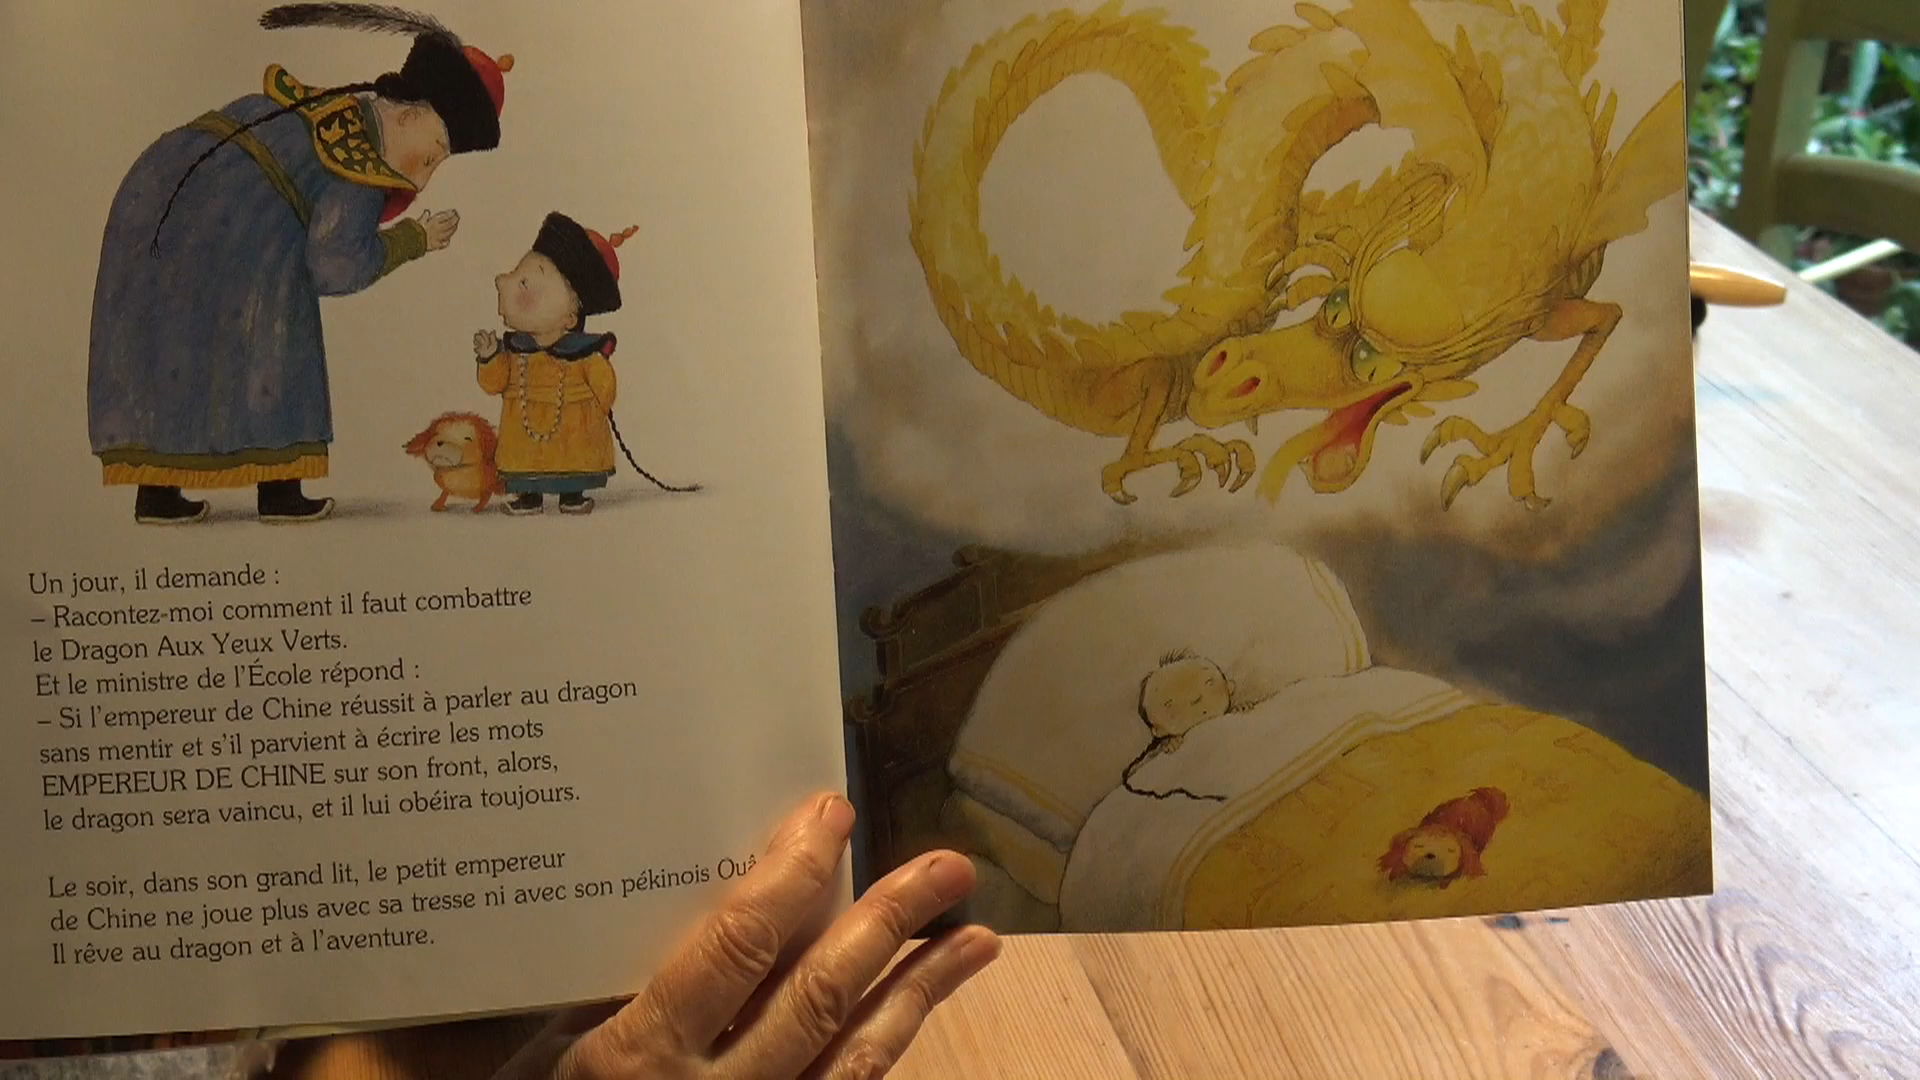 Un jour, il demande :
– Racontez-moi comment il faut combattre
le Dragon Aux Yeux Verts.
Et le ministre de l'École répond :
– Si l'empereur de Chine réussit à parler au dragon
sans mentir et s'il parvient à écrire les mots
EMPEREUR DE CHINE sur son front, alors,
le dragon sera vaincu, et il lui obéira toujours.
Le soir, dans son grand lit, le petit empereur
de Chine ne joue plus avec sa tresse ni avec son pékinois
Il rêve au dragon et à l'aventure.